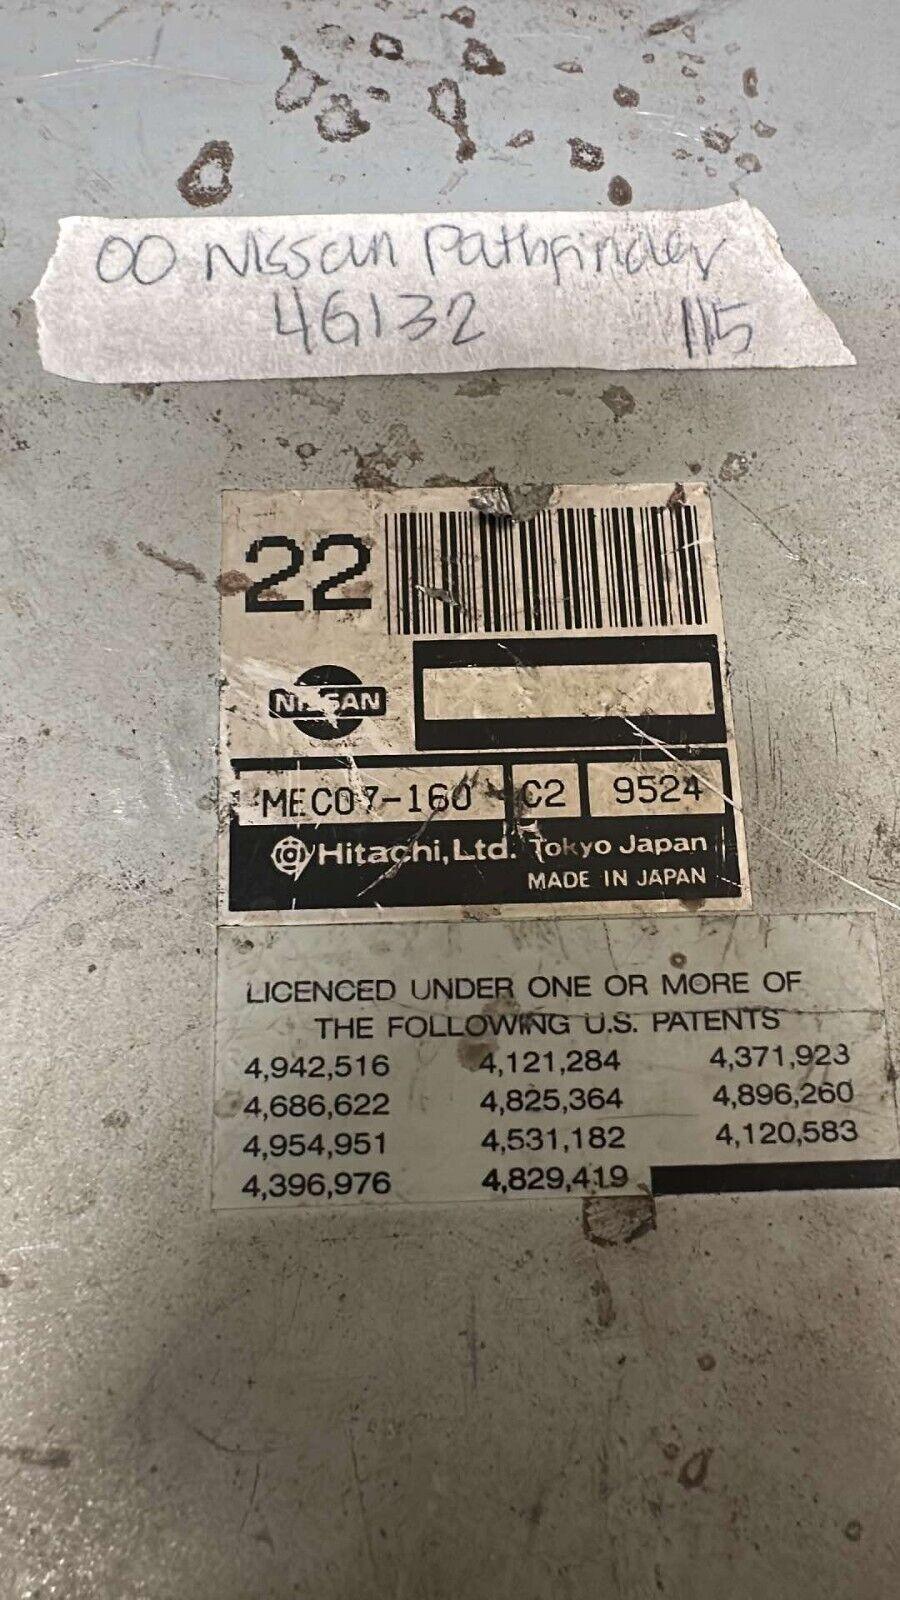 00 Nissan Pathfinder
4G132 115
22
NISSAN
MEC07-160 C2 9524
Hitachi, Ltd. Tokyo Japan
MADE IN JAPAN
LICENCED UNDER ONE OR MORE OF
THE FOLLOWING U.S. PATENTS
4,942,516 4,121,284 4,371,923
4,686,622 4,825,364 4,896,260
4,954,951 4,531,182 4,120,583
4,396,976 4,829,419